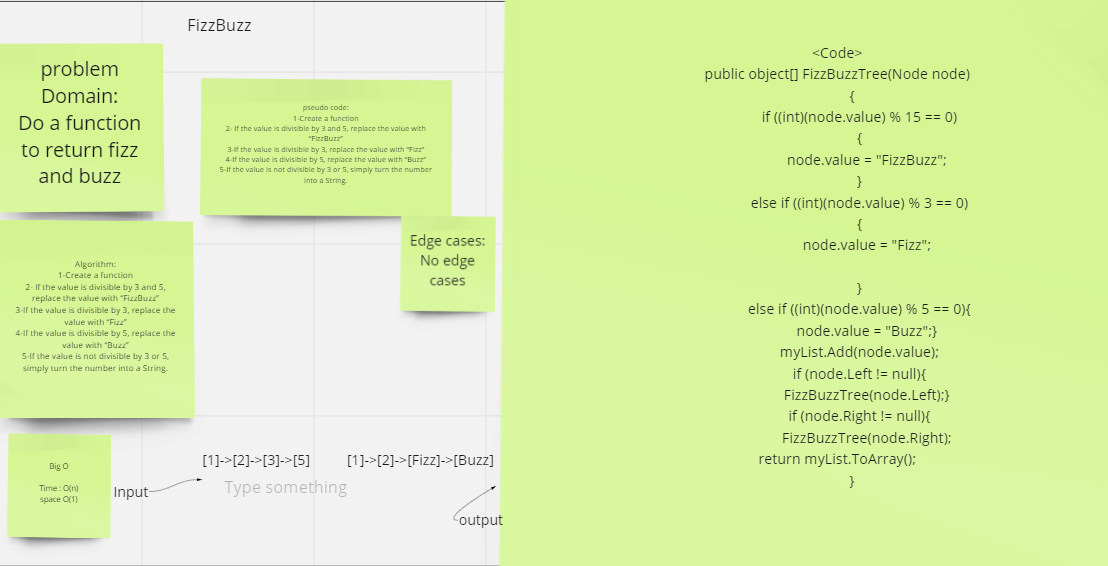 FizzBuzz
problem
Domain:
Do a function
to return fizz
and buzz
pseudo code:
1-Create a function
2- If the value is divisible by 3 and 5, replace the value with
“FizzBuzz”
3-If the value is divisible by 3, replace the value with “Fizz”
4-If the value is divisible by 5, replace the value with “Buzz”
5-If the value is not divisible by 3 or 5, simply turn the number
into a String.
Edge cases:
No edge
cases
Algorithm:
1-Create a function
2- If the value is divisible by 3 and 5,
replace the value with “FizzBuzz”
3-If the value is divisible by 3, replace the
value with “Fizz”
4-If the value is divisible by 5, replace the
value with “Buzz”
5-If the value is not divisible by 3 or 5,
simply turn the number into a String.
Big O
Time : O(n)
space O(1)
Input
[1]->[2]->[3]->[5]
[1]->[2]->[Fizz]->[Buzz]
Type something
output
<Code>
public object[] FizzBuzzTree(Node node)
{
if ((int)(node.value) % 15 == 0)
{
node.value = "FizzBuzz";
}
else if ((int)(node.value) % 3 == 0)
{
node.value = "Fizz";
}
else if ((int)(node.value) % 5 == 0){
node.value = "Buzz";}
myList.Add(node.value);
if (node.Left != null){
FizzBuzzTree(node.Left);}
if (node.Right != null){
FizzBuzzTree(node.Right);
return myList.ToArray();
}